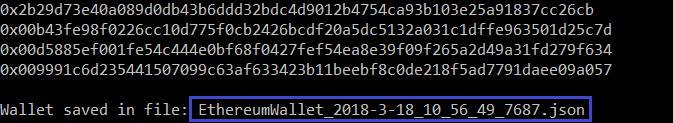 0x2b29d73e40a089d0db43b6ddd32bdc4d9012b4754ca93b103e25a91837cc26cb
0x00b43fe98f0226cc10d775f0cb2426bcdf20a5dc5132a031c1dffe963501d25c7d
0x00d5885ef001fe54c444e0bf68f0427fef54ea8e39f09f265a2d49a31fd279f634
0x009991c6d235441507099c63af633423b11beebf8c0de218f5ad7791daee09a057
Wallet saved in file: EthereumWallet_2018-3-18_10_56_49_7687.json